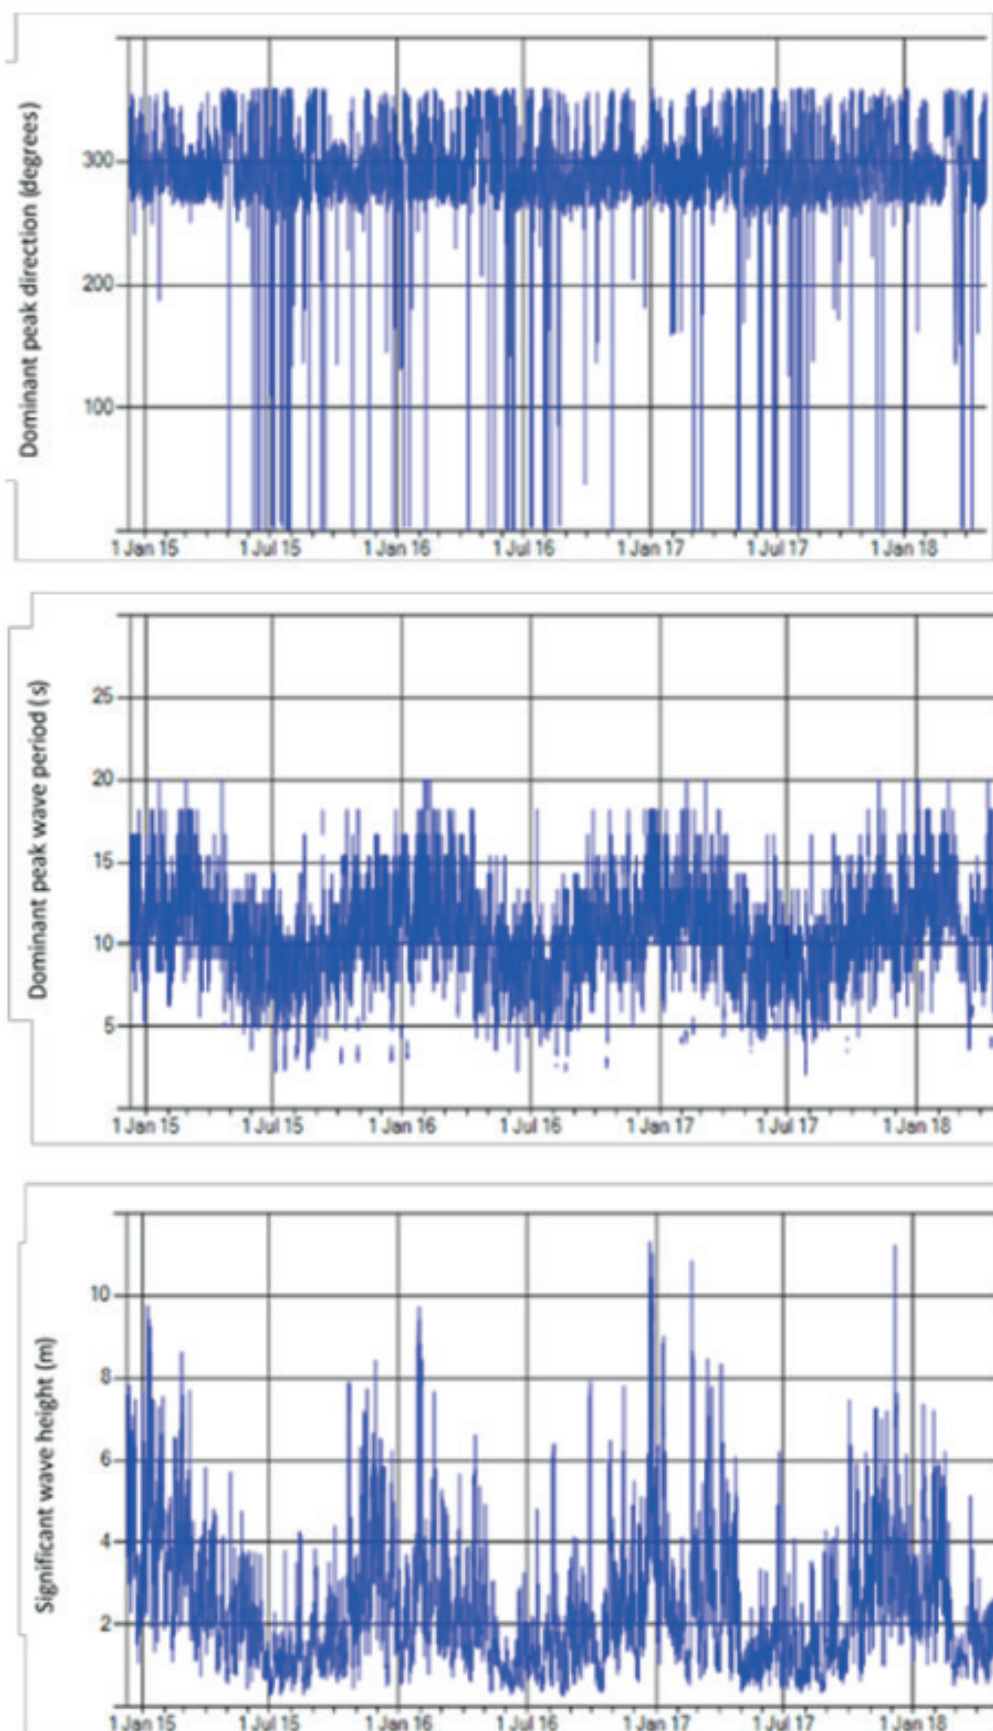 Dominant peak direction (degrees)
300
200
100
1 Jan 15 1 Jul 15 1 Jan 16 1 Jul 16 1 Jan 17 1 Jul 17 1 Jan 18
Dominant peak wave period (s)
25
20
15
10
5
1 Jan 15 1 Jul 15 1 Jan 16 1 Jul 16 1 Jan 17 1 Jul 17 1 Jan 18
Significant wave height (m)
10
8
6
4
2
1 Jan 15 1 Jul 15 1 Jan 16 1 Jul 16 1 Jan 17 1 Jul 17 1 Jan 18